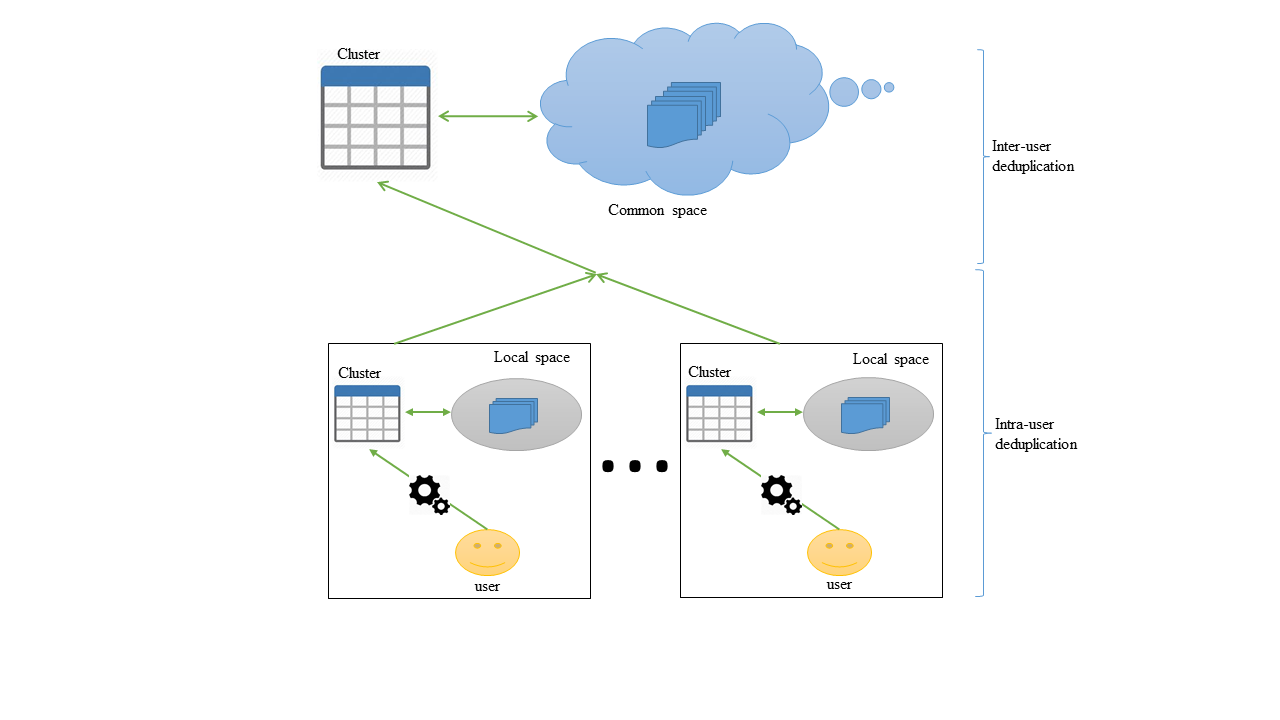 Cluster
Common space
Inter-user
deduplication
Local space
Cluster
user
Local space
Cluster
user
Intra-user
deduplication